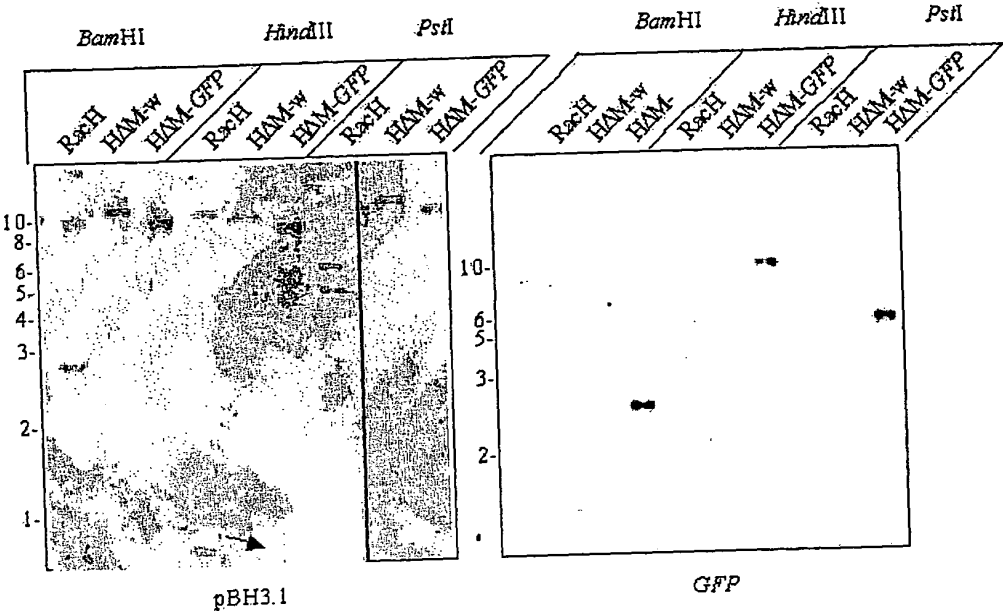 BamHI HindIII PstI
RacH HΔM-w HΔM-GFP RacH HΔM-w HΔM-GFP RacH HΔM-w HΔM-GFP
10-
8-
6-
5-
4-
3-
2-
1-
pBH3.1
BamHI HindIII PstI
RacH HΔM-w HΔM- RacH HΔM-w HΔM-GFP RacH HΔM-w HΔM-GFP
10-
6-
5-
3-
2-
GFP